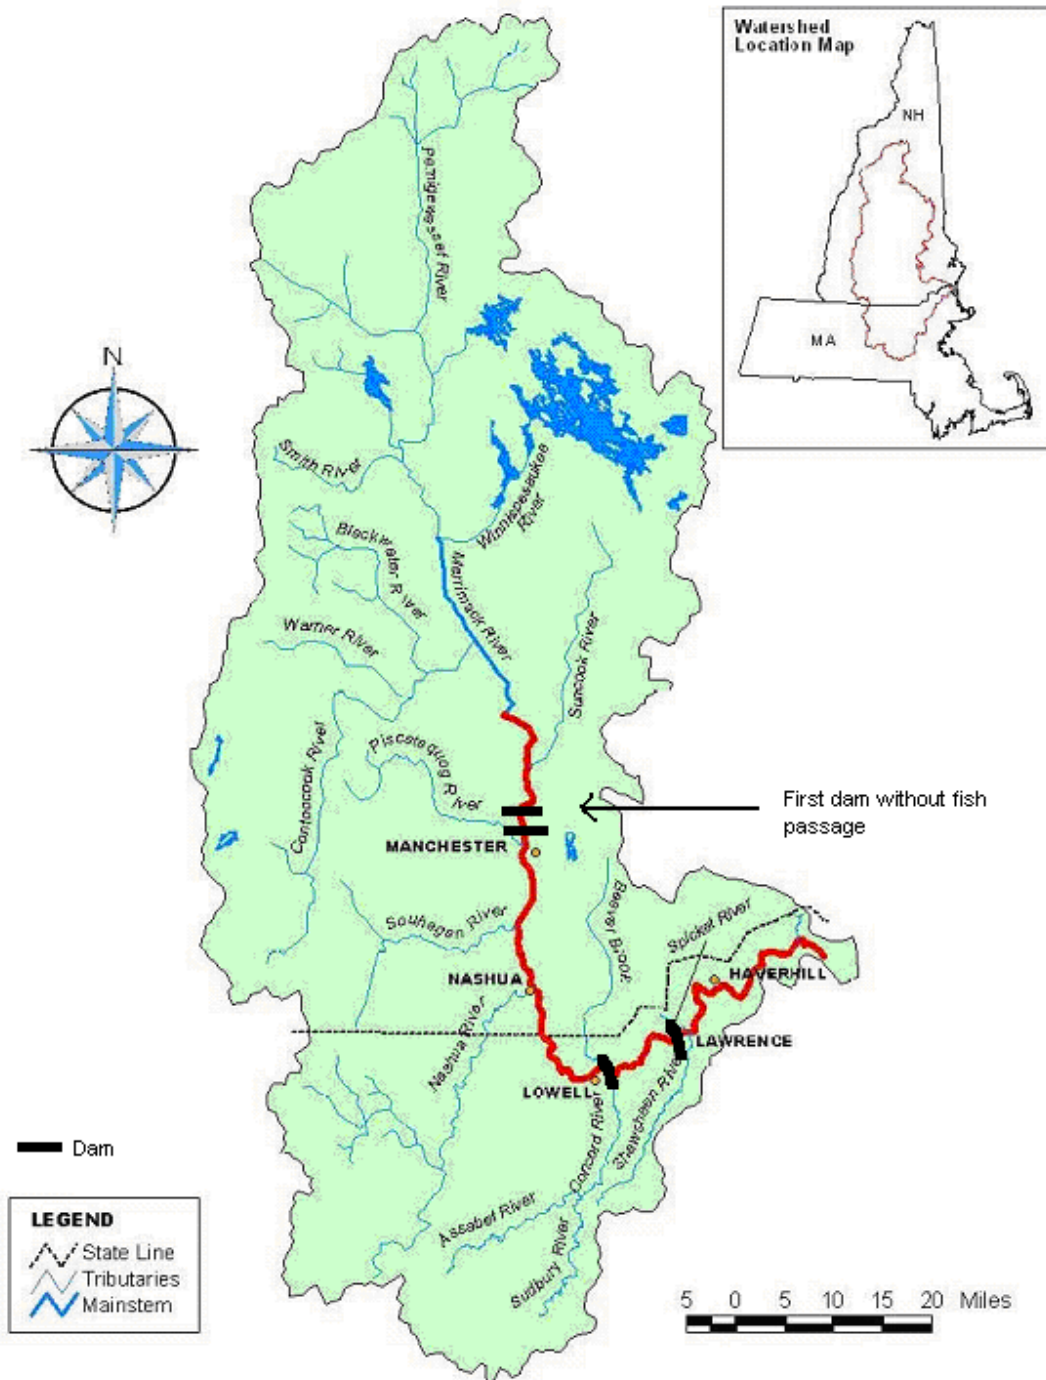 Watershed
Location Map
NH
MA
N
Pemigewasset River
Smith River
Winnipesaukee
River
Blackwater River
Merrimack River
Warner River
Suncook River
Contoocook River
Piscataquog River
First dam without fish
passage
MANCHESTER
Souhegan River
Beaver Brook
Spicket River
NASHUA
HAVERHILL
Nashua River
LAWRENCE
LOWELL
Concord River
Shawsheen River
Dam
Assabet River
Sudbury River
LEGEND
State Line
Tributaries
Mainstem
5 0 5 10 15 20 Miles